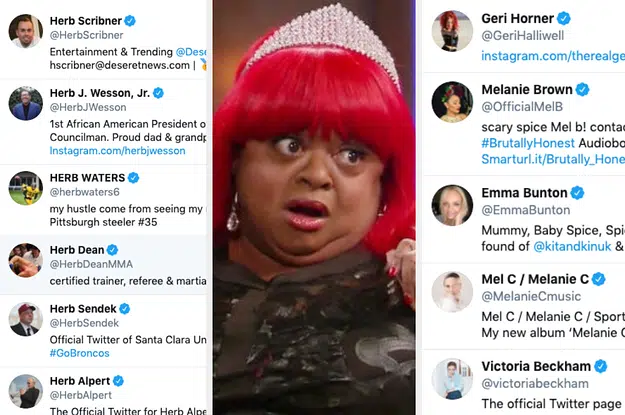 Herb Scribner
@HerbScribner
Entertainment & Trending @Dese
hscribner@deseretnews.com |
Herb J. Wesson, Jr.
@HerbJWesson
1st African American President o
Councilman. Proud dad & grandp
Instagram.com/herbjwesson
HERB WATERS
@herbwaters6
my hustle come from seeing my
Pittsburgh steeler #35
Herb Dean
@HerbDeanMMA
certified trainer, referee & martia
Herb Sendek
@HerbSendek
Official Twitter of Santa Clara Un
#GoBroncos
Herb Alpert
@HerbAlpert
The Official Twitter for Herb Alpe
Geri Horner
@GeriHalliwell
instagram.com/therealge
Melanie Brown
@OfficialMelB
scary spice Mel b! contac
#BrutallyHonest Audiobo
Smarturl.it/Brutally_Hone
Emma Bunton
@EmmaBunton
Mummy, Baby Spice, Spi
found of @kitandkinuk &
Mel C / Melanie C
@MelanieCmusic
Mel C / Melanie C / Sport
My new album ‘Melanie C
Victoria Beckham
@victoriabeckham
The official Twitter page